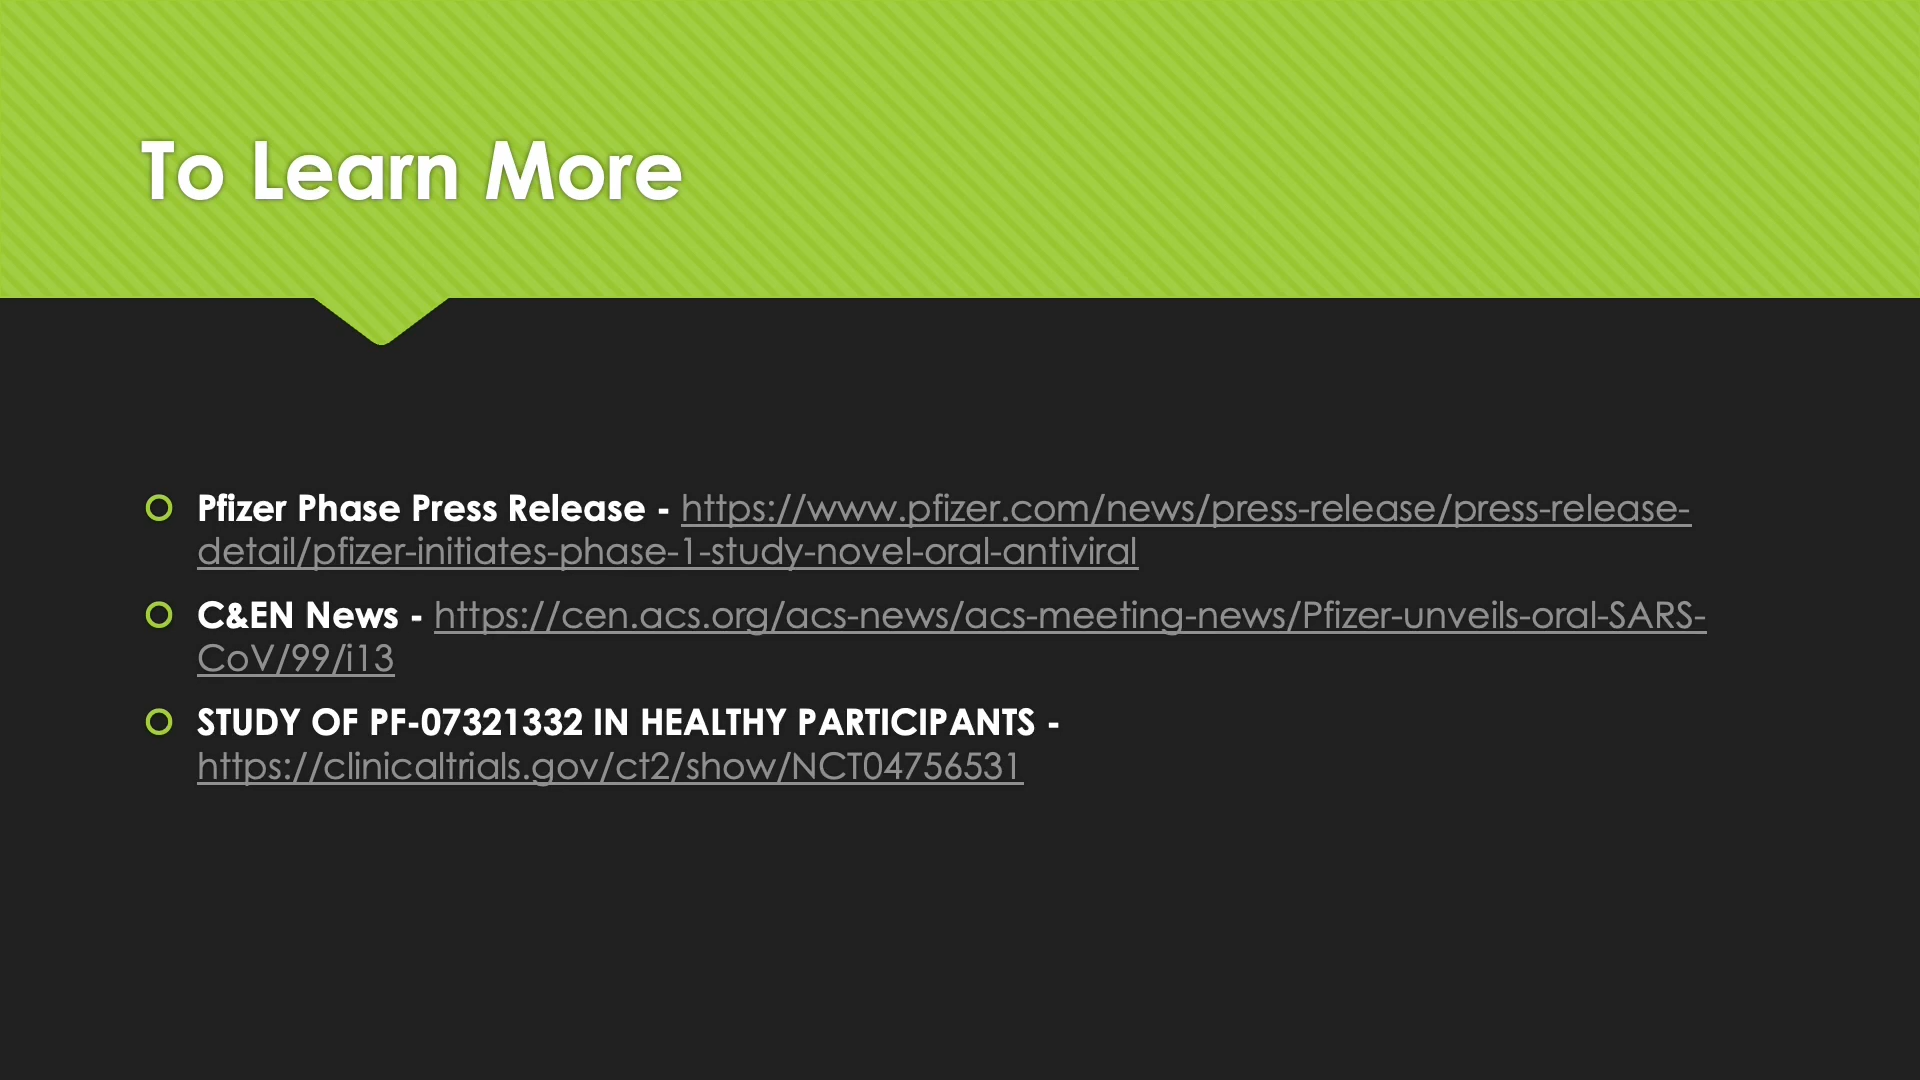 To Learn More
Pfizer Phase Press Release - https://www.pfizer.com/news/press-release/press-release-
detail/pfizer-initiates-phase-1-study-novel-oral-antiviral
C&EN News - https://cen.acs.org/acs-news/acs-meeting-news/Pfizer-unveils-oral-SARS-
CoV/99/i13
STUDY OF PF-07321332 IN HEALTHY PARTICIPANTS -
https://clinicaltrials.gov/ct2/show/NCT04756531